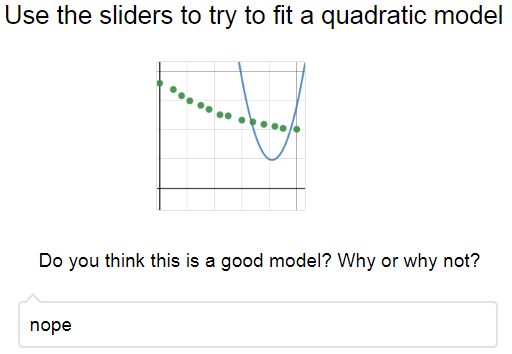 Use the sliders to try to fit a quadratic model
Do you think this is a good model? Why or why not?
nope